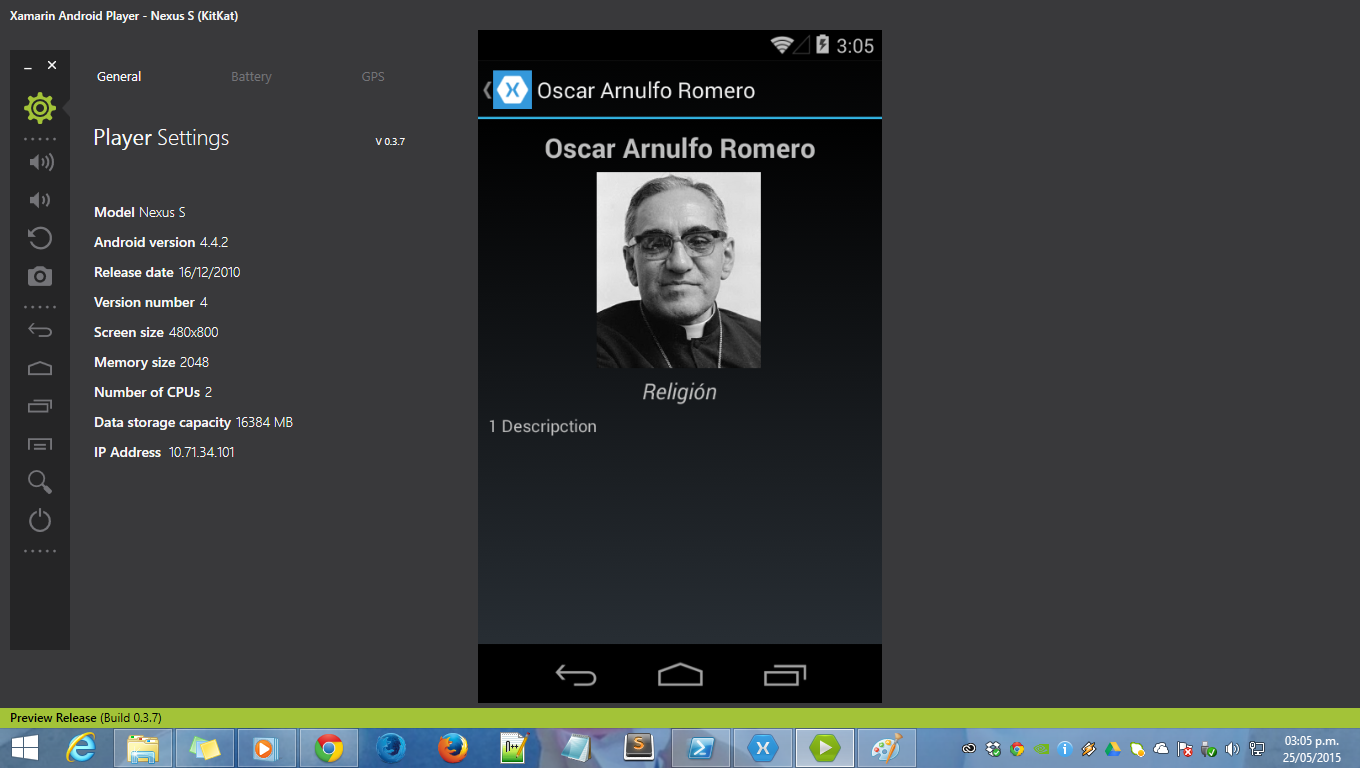 Xamarin Android Player - Nexus S (KitKat)
General
Battery
GPS
Player Settings
V 0.3.7
Model Nexus S
Android version 4.4.2
Release date 16/12/2010
Version number 4
Screen size 480x800
Memory size 2048
Number of CPUs 2
Data storage capacity 16384 MB
IP Address 10.71.34.101
3:05
Oscar Arnulfo Romero
Oscar Arnulfo Romero
Religión
1 Descripction
Preview Release (Build 0.3.7)
03:05 p.m.
25/05/2015